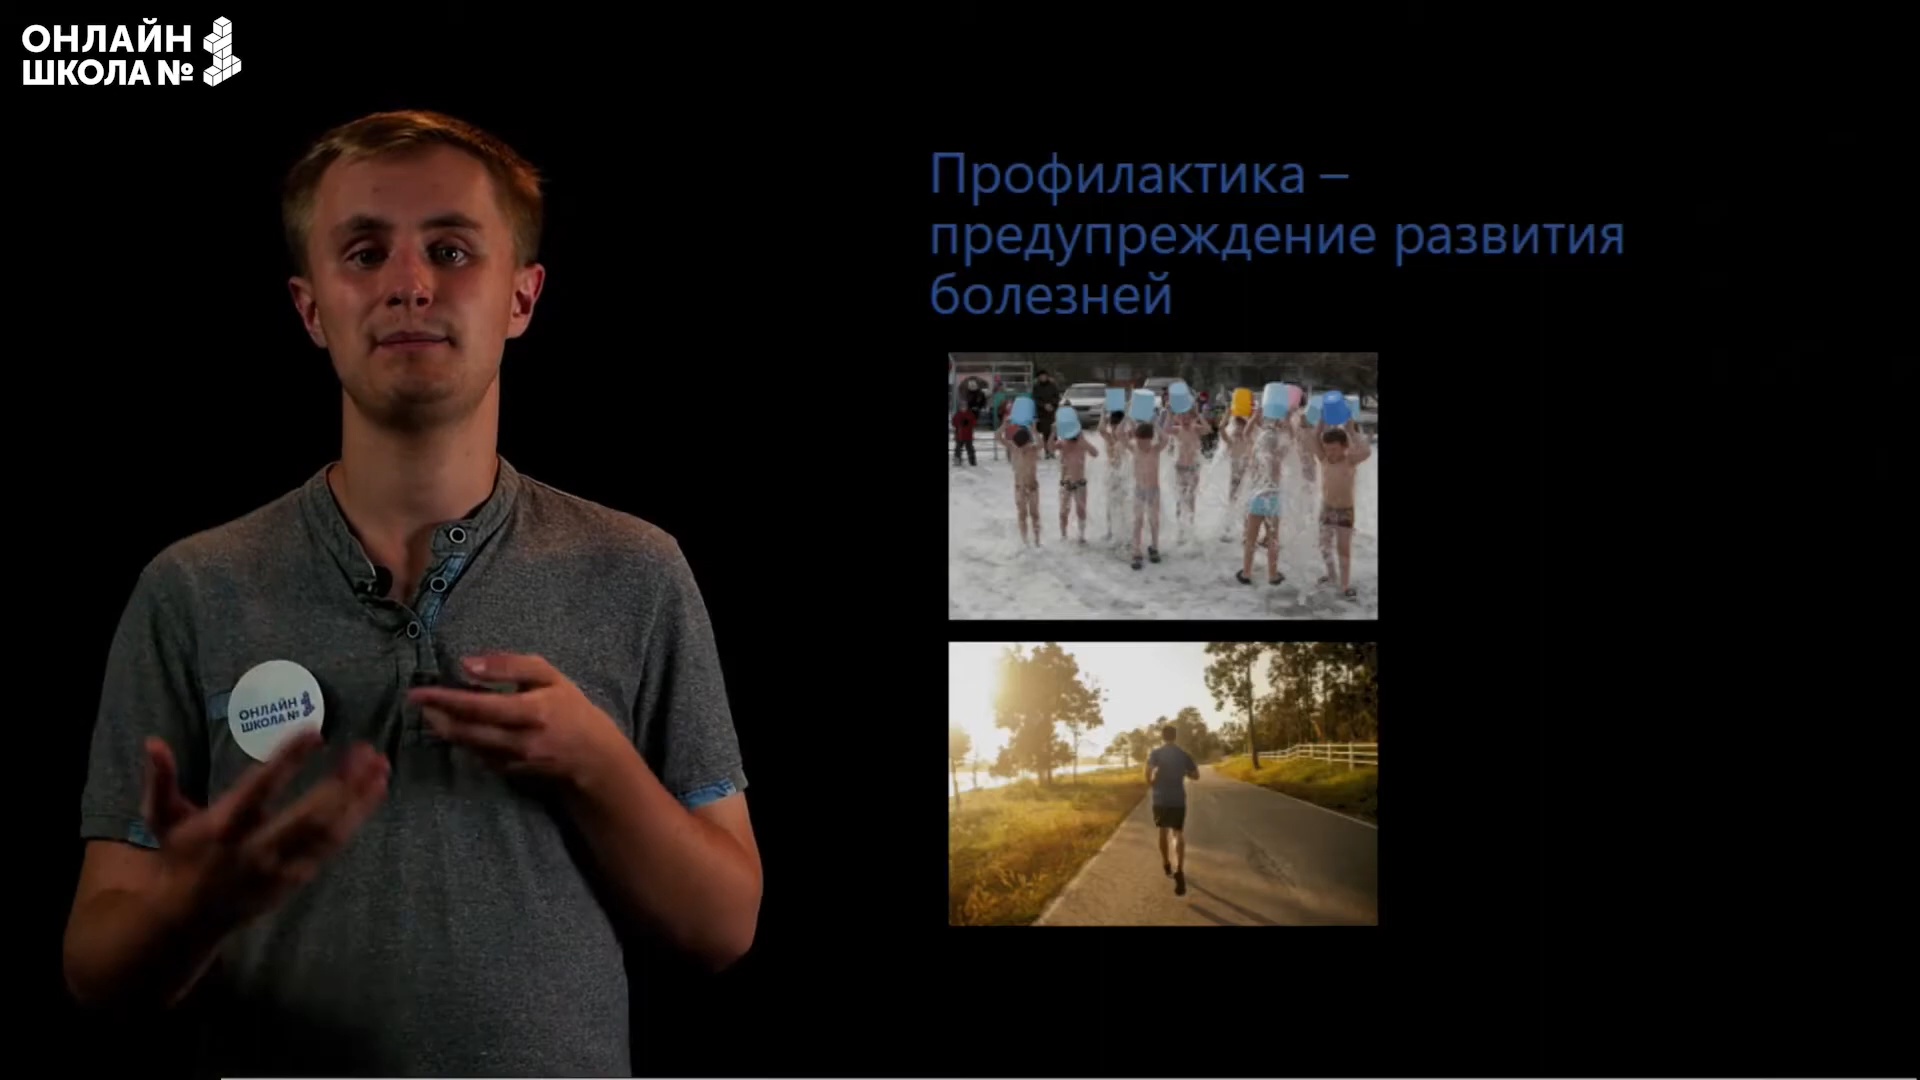 ОНЛАЙН
ШКОЛА №
Профилактика –
предупреждение развития
болезней
ОНЛАЙН
ШКОЛА №